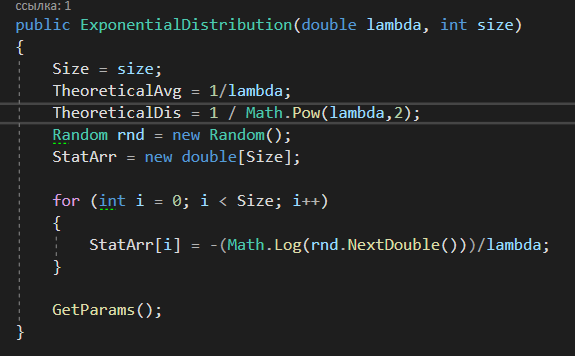 ссылка: 1
public ExponentialDistribution(double lambda, int size)
{
Size = size;
TheoreticalAvg = 1/lambda;
TheoreticalDis = 1 / Math.Pow(lambda,2);
Random rnd = new Random();
StatArr = new double[Size];
for (int i = 0; i < Size; i++)
{
StatArr[i] = -(Math.Log(rnd.NextDouble()))/lambda;
}
GetParams();
}